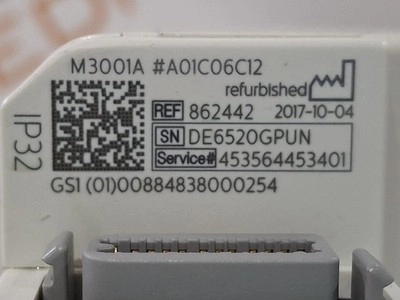 M3001A #A01C06C12
refurbished
REF 862442 2017-10-04
SN DE6520GPUN
Service# 453564453401
GS1 (01)00884838000254
IP32